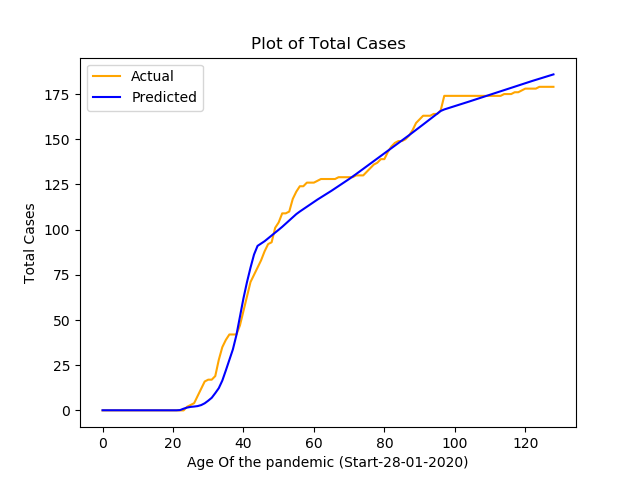 Plot of Total Cases
Actual
Predicted
175
150
125
100
75
50
25
0
Total Cases
0 20 40 60 80 100 120
Age Of the pandemic (Start-28-01-2020)